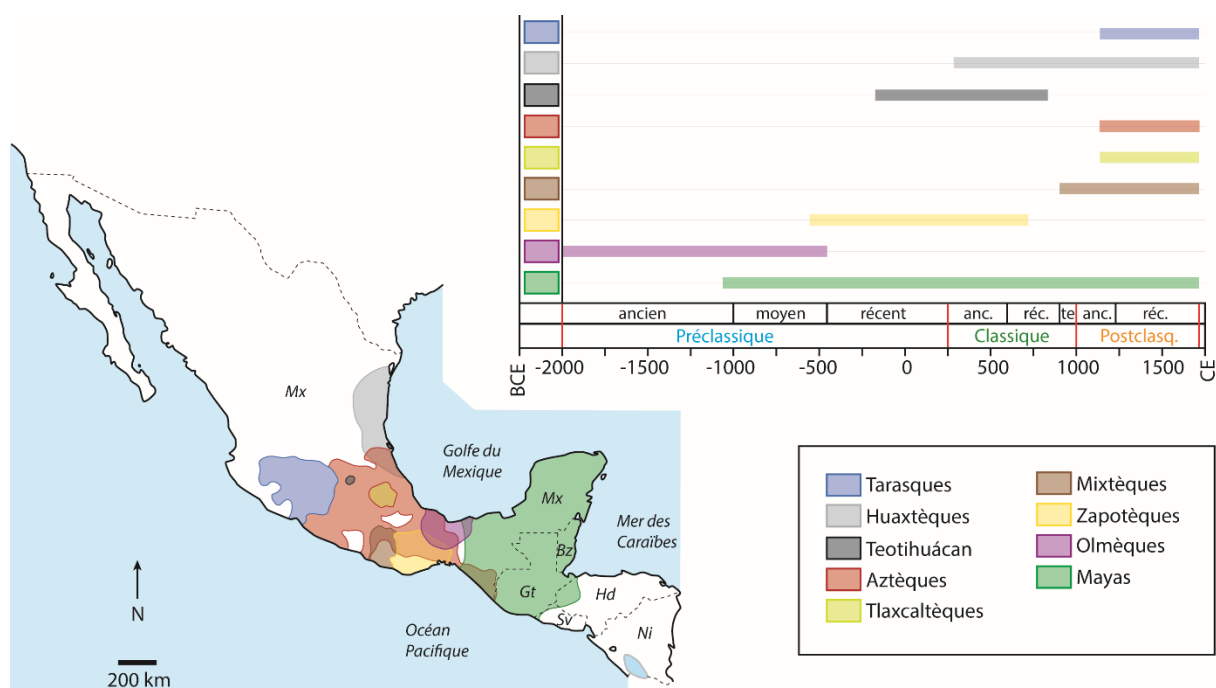 ancien moyen récent anc. réc. te anc. réc.
Préclassique Classique Postclasq.
BCE -2000 -1500 -1000 -500 0 500 1000 1500 CE
Mx
Golfe du
Mexique
Mx
Mer des
Caraïbes
Bz
Gt
Hd
Sv
Ni
Océan
Pacifique
N
200 km
Tarasques
Huaxtèques
Teotihuácan
Aztèques
Tlaxcaltèques
Mixtèques
Zapotèques
Olmèques
Mayas